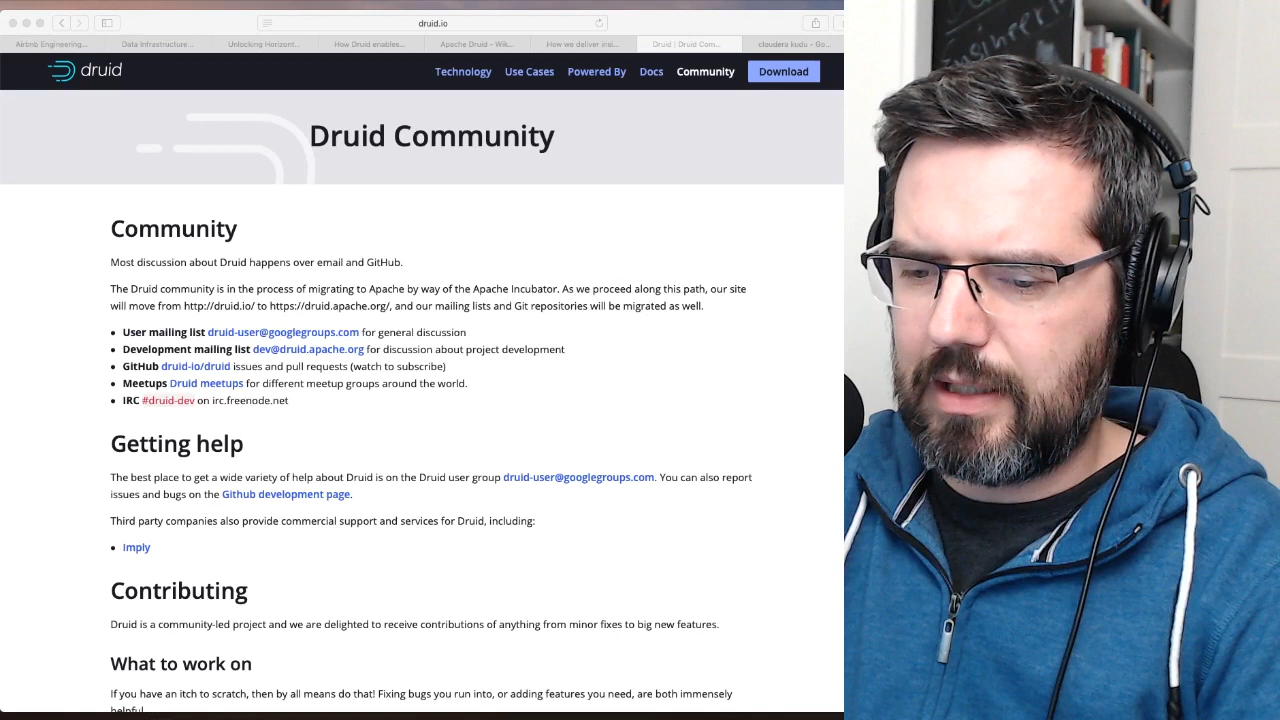 druid.io
Airbnb Engineering...
Data Infrastructure...
Unlocking Horizont...
How Druid enables...
Apache Druid – Wik...
How we deliver insi...
Druid | Druid Com...
cloudera kudu - Go...
druid
Technology
Use Cases
Powered By
Docs
Community
Download
Druid Community
Community
Most discussion about Druid happens over email and GitHub.
The Druid community is in the process of migrating to Apache by way of the Apache Incubator. As we proceed along this path, our site
will move from http://druid.io/ to https://druid.apache.org/, and our mailing lists and Git repositories will be migrated as well.
• User mailing list druid-user@googlegroups.com for general discussion
• Development mailing list dev@druid.apache.org for discussion about project development
• GitHub druid-io/druid issues and pull requests (watch to subscribe)
• Meetups Druid meetups for different meetup groups around the world.
• IRC #druid-dev on irc.freenode.net
Getting help
The best place to get a wide variety of help about Druid is on the Druid user group druid-user@googlegroups.com. You can also report
issues and bugs on the Github development page.
Third party companies also provide commercial support and services for Druid, including:
• Imply
Contributing
Druid is a community-led project and we are delighted to receive contributions of anything from minor fixes to big new features.
What to work on
If you have an itch to scratch, then by all means do that! Fixing bugs you run into, or adding features you need, are both immensely
helpful.